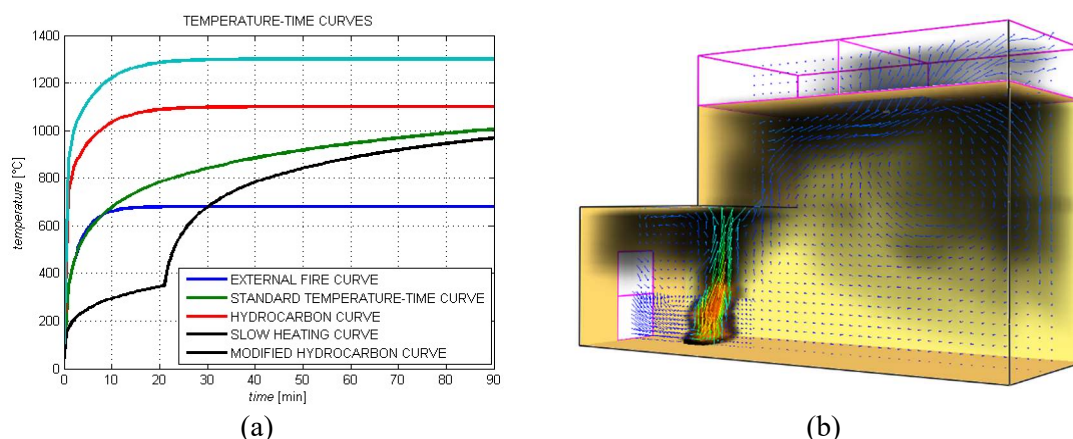 TEMPERATURE-TIME CURVES
1400
1200
1000
800
600
400
200
0
temperature [°C]
EXTERNAL FIRE CURVE
STANDARD TEMPERATURE-TIME CURVE
HYDROCARBON CURVE
SLOW HEATING CURVE
MODIFIED HYDROCARBON CURVE
0 10 20 30 40 50 60 70 80 90
time [min]
(a) (b)